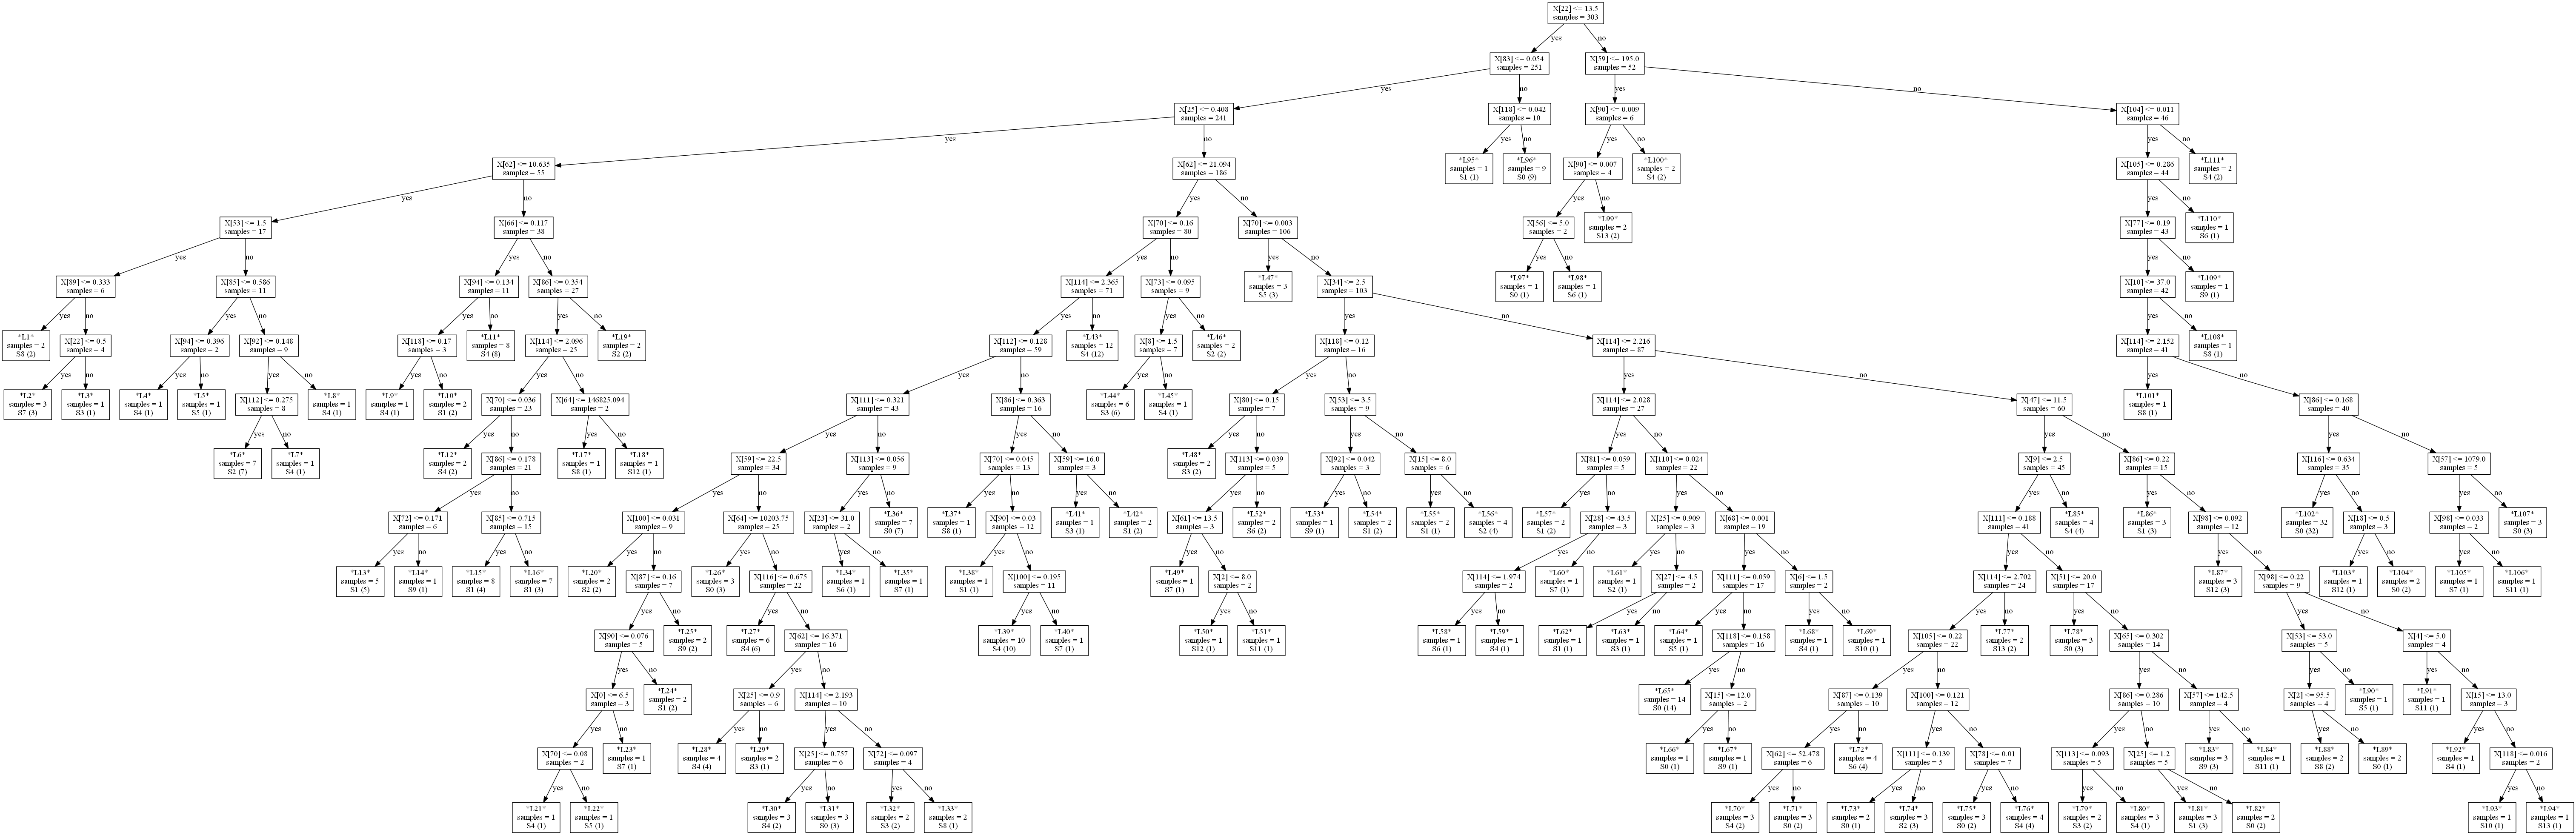 X[22] <= 13.5
samples = 303
yes
no
X[83] <= 0.054
samples = 251
X[59] <= 195.0
samples = 52
yes
no
yes
no
X[25] <= 0.408
samples = 241
X[118] <= 0.042
samples = 10
X[90] <= 0.009
samples = 6
X[104] <= 0.011
samples = 46
yes
no
yes
no
yes
no
yes
no
X[62] <= 10.635
samples = 55
X[62] <= 21.094
samples = 186
*L95*
samples = 1
S1 (1)
*L96*
samples = 9
S0 (9)
X[90] <= 0.007
samples = 4
*L100*
samples = 2
S4 (2)
X[105] <= 0.286
samples = 44
*L111*
samples = 2
S4 (2)
yes
no
yes
no
yes
no
yes
no
X[53] <= 1.5
samples = 17
X[66] <= 0.117
samples = 38
X[70] <= 0.16
samples = 80
X[70] <= 0.003
samples = 106
X[56] <= 5.0
samples = 2
*L99*
samples = 2
S13 (2)
X[77] <= 0.19
samples = 43
*L110*
samples = 1
S6 (1)
yes
no
yes
no
yes
no
yes
no
yes
no
yes
no
X[89] <= 0.333
samples = 6
X[85] <= 0.586
samples = 11
X[94] <= 0.134
samples = 11
X[86] <= 0.354
samples = 27
X[114] <= 2.365
samples = 71
X[73] <= 0.095
samples = 9
*L47*
samples = 3
S5 (3)
X[34] <= 2.5
samples = 103
*L97*
samples = 1
S0 (1)
*L98*
samples = 1
S6 (1)
X[10] <= 37.0
samples = 42
*L109*
samples = 1
S9 (1)
yes
no
yes
no
yes
no
yes
no
yes
no
yes
no
yes
no
yes
no
*L1*
samples = 2
S8 (2)
X[22] <= 0.5
samples = 4
X[94] <= 0.396
samples = 2
X[92] <= 0.148
samples = 9
X[118] <= 0.17
samples = 3
*L11*
samples = 8
S4 (8)
X[114] <= 2.096
samples = 25
*L19*
samples = 2
S2 (2)
X[112] <= 0.128
samples = 59
*L43*
samples = 12
S4 (12)
X[8] <= 1.5
samples = 7
*L46*
samples = 2
S2 (2)
X[118] <= 0.12
samples = 16
X[114] <= 2.216
samples = 87
X[114] <= 2.152
samples = 41
*L108*
samples = 1
S8 (1)
yes
no
yes
no
yes
no
yes
no
yes
no
yes
no
yes
no
yes
no
yes
no
yes
no
*L2*
samples = 3
S7 (3)
*L3*
samples = 1
S3 (1)
*L4*
samples = 1
S4 (1)
*L5*
samples = 1
S5 (1)
X[112] <= 0.275
samples = 8
*L8*
samples = 1
S4 (1)
*L9*
samples = 1
S4 (1)
*L10*
samples = 2
S1 (2)
X[70] <= 0.036
samples = 23
X[64] <= 146825.094
samples = 2
X[111] <= 0.321
samples = 43
X[86] <= 0.363
samples = 16
*L44*
samples = 6
S3 (6)
*L45*
samples = 1
S4 (1)
X[80] <= 0.15
samples = 7
X[53] <= 3.5
samples = 9
X[114] <= 2.028
samples = 27
X[47] <= 11.5
samples = 60
*L101*
samples = 1
S8 (1)
X[86] <= 0.168
samples = 40
yes
no
yes
no
yes
no
yes
no
yes
no
yes
no
yes
no
yes
no
yes
no
yes
no
*L6*
samples = 7
S2 (7)
*L7*
samples = 1
S4 (1)
*L12*
samples = 2
S4 (2)
X[86] <= 0.178
samples = 21
*L17*
samples = 1
S8 (1)
*L18*
samples = 1
S12 (1)
X[59] <= 22.5
samples = 34
X[113] <= 0.056
samples = 9
X[70] <= 0.045
samples = 13
X[59] <= 16.0
samples = 3
*L48*
samples = 2
S3 (2)
X[113] <= 0.039
samples = 5
X[92] <= 0.042
samples = 3
X[15] <= 8.0
samples = 6
X[81] <= 0.059
samples = 5
X[110] <= 0.024
samples = 22
X[9] <= 2.5
samples = 45
X[86] <= 0.22
samples = 15
X[116] <= 0.634
samples = 35
X[57] <= 1079.0
samples = 5
yes
no
yes
no
yes
no
yes
no
yes
no
yes
no
yes
no
yes
no
yes
no
yes
no
yes
no
yes
no
yes
no
yes
no
X[72] <= 0.171
samples = 6
X[85] <= 0.715
samples = 15
X[100] <= 0.031
samples = 9
X[64] <= 10203.75
samples = 25
X[23] <= 31.0
samples = 2
*L36*
samples = 7
S0 (7)
*L37*
samples = 1
S8 (1)
X[90] <= 0.03
samples = 12
*L41*
samples = 1
S3 (1)
*L42*
samples = 2
S1 (2)
X[61] <= 13.5
samples = 3
*L52*
samples = 2
S6 (2)
*L53*
samples = 1
S9 (1)
*L54*
samples = 2
S1 (2)
*L55*
samples = 2
S1 (1)
*L56*
samples = 4
S2 (4)
*L57*
samples = 2
S1 (2)
X[28] <= 43.5
samples = 3
X[25] <= 0.909
samples = 3
X[68] <= 0.001
samples = 19
X[111] <= 0.188
samples = 41
*L85*
samples = 4
S4 (4)
*L86*
samples = 3
S1 (3)
X[98] <= 0.092
samples = 12
*L102*
samples = 32
S0 (32)
X[18] <= 0.5
samples = 3
X[98] <= 0.033
samples = 2
*L107*
samples = 3
S0 (3)
yes
no
yes
no
yes
no
yes
no
yes
no
yes
no
yes
no
yes
no
yes
no
yes
no
yes
no
yes
no
yes
no
yes
no
*L13*
samples = 5
S1 (5)
*L14*
samples = 1
S9 (1)
*L15*
samples = 8
S1 (4)
*L16*
samples = 7
S1 (3)
*L20*
samples = 2
S2 (2)
X[87] <= 0.16
samples = 7
*L26*
samples = 3
S0 (3)
X[116] <= 0.675
samples = 22
*L34*
samples = 1
S6 (1)
*L35*
samples = 1
S7 (1)
*L38*
samples = 1
S1 (1)
X[100] <= 0.195
samples = 11
*L49*
samples = 1
S7 (1)
X[2] <= 8.0
samples = 2
X[114] <= 1.974
samples = 2
*L60*
samples = 1
S7 (1)
*L61*
samples = 1
S2 (1)
X[27] <= 4.5
samples = 2
X[111] <= 0.059
samples = 17
X[6] <= 1.5
samples = 2
X[114] <= 2.702
samples = 24
X[51] <= 20.0
samples = 17
*L87*
samples = 3
S12 (3)
X[98] <= 0.22
samples = 9
*L103*
samples = 1
S12 (1)
*L104*
samples = 2
S0 (2)
*L105*
samples = 1
S7 (1)
*L106*
samples = 1
S11 (1)
yes
no
yes
no
yes
no
yes
no
yes
no
yes
no
yes
no
yes
no
yes
no
yes
no
yes
no
X[90] <= 0.076
samples = 5
*L25*
samples = 2
S9 (2)
*L27*
samples = 6
S4 (6)
X[62] <= 16.371
samples = 16
*L39*
samples = 10
S4 (10)
*L40*
samples = 1
S7 (1)
*L50*
samples = 1
S12 (1)
*L51*
samples = 1
S11 (1)
*L58*
samples = 1
S6 (1)
*L59*
samples = 1
S4 (1)
*L62*
samples = 1
S1 (1)
*L63*
samples = 1
S3 (1)
*L64*
samples = 1
S5 (1)
X[118] <= 0.158
samples = 16
*L68*
samples = 1
S4 (1)
*L69*
samples = 1
S10 (1)
X[105] <= 0.22
samples = 22
*L77*
samples = 2
S13 (2)
*L78*
samples = 3
S0 (3)
X[65] <= 0.302
samples = 14
X[53] <= 53.0
samples = 5
X[4] <= 5.0
samples = 4
yes
no
yes
no
yes
no
yes
no
yes
no
yes
no
yes
no
X[0] <= 6.5
samples = 3
*L24*
samples = 2
S1 (2)
X[25] <= 0.9
samples = 6
X[114] <= 2.193
samples = 10
*L65*
samples = 14
S0 (14)
X[15] <= 12.0
samples = 2
X[87] <= 0.139
samples = 10
X[100] <= 0.121
samples = 12
X[86] <= 0.286
samples = 10
X[57] <= 142.5
samples = 4
X[2] <= 95.5
samples = 4
*L90*
samples = 1
S5 (1)
*L91*
samples = 1
S11 (1)
X[15] <= 13.0
samples = 3
yes
no
yes
no
yes
no
yes
no
yes
no
yes
no
yes
no
yes
no
yes
no
yes
no
X[70] <= 0.08
samples = 2
*L23*
samples = 1
S7 (1)
*L28*
samples = 4
S4 (4)
*L29*
samples = 2
S3 (1)
X[25] <= 0.757
samples = 6
X[72] <= 0.097
samples = 4
*L66*
samples = 1
S0 (1)
*L67*
samples = 1
S9 (1)
X[62] <= 52.478
samples = 6
*L72*
samples = 4
S6 (4)
X[111] <= 0.139
samples = 5
X[78] <= 0.01
samples = 7
X[113] <= 0.093
samples = 5
X[25] <= 1.2
samples = 5
*L83*
samples = 3
S9 (3)
*L84*
samples = 1
S11 (1)
*L88*
samples = 2
S8 (2)
*L89*
samples = 2
S0 (1)
*L92*
samples = 1
S4 (1)
X[118] <= 0.016
samples = 2
yes
no
yes
no
yes
no
yes
no
yes
no
yes
no
yes
no
yes
no
yes
no
*L21*
samples = 1
S4 (1)
*L22*
samples = 1
S5 (1)
*L30*
samples = 3
S4 (2)
*L31*
samples = 3
S0 (3)
*L32*
samples = 2
S3 (2)
*L33*
samples = 2
S8 (1)
*L70*
samples = 3
S4 (2)
*L71*
samples = 3
S0 (2)
*L73*
samples = 2
S0 (1)
*L74*
samples = 3
S2 (3)
*L75*
samples = 3
S0 (2)
*L76*
samples = 4
S4 (4)
*L79*
samples = 2
S3 (2)
*L80*
samples = 3
S4 (1)
*L81*
samples = 3
S1 (3)
*L82*
samples = 2
S0 (2)
*L93*
samples = 1
S10 (1)
*L94*
samples = 1
S13 (1)